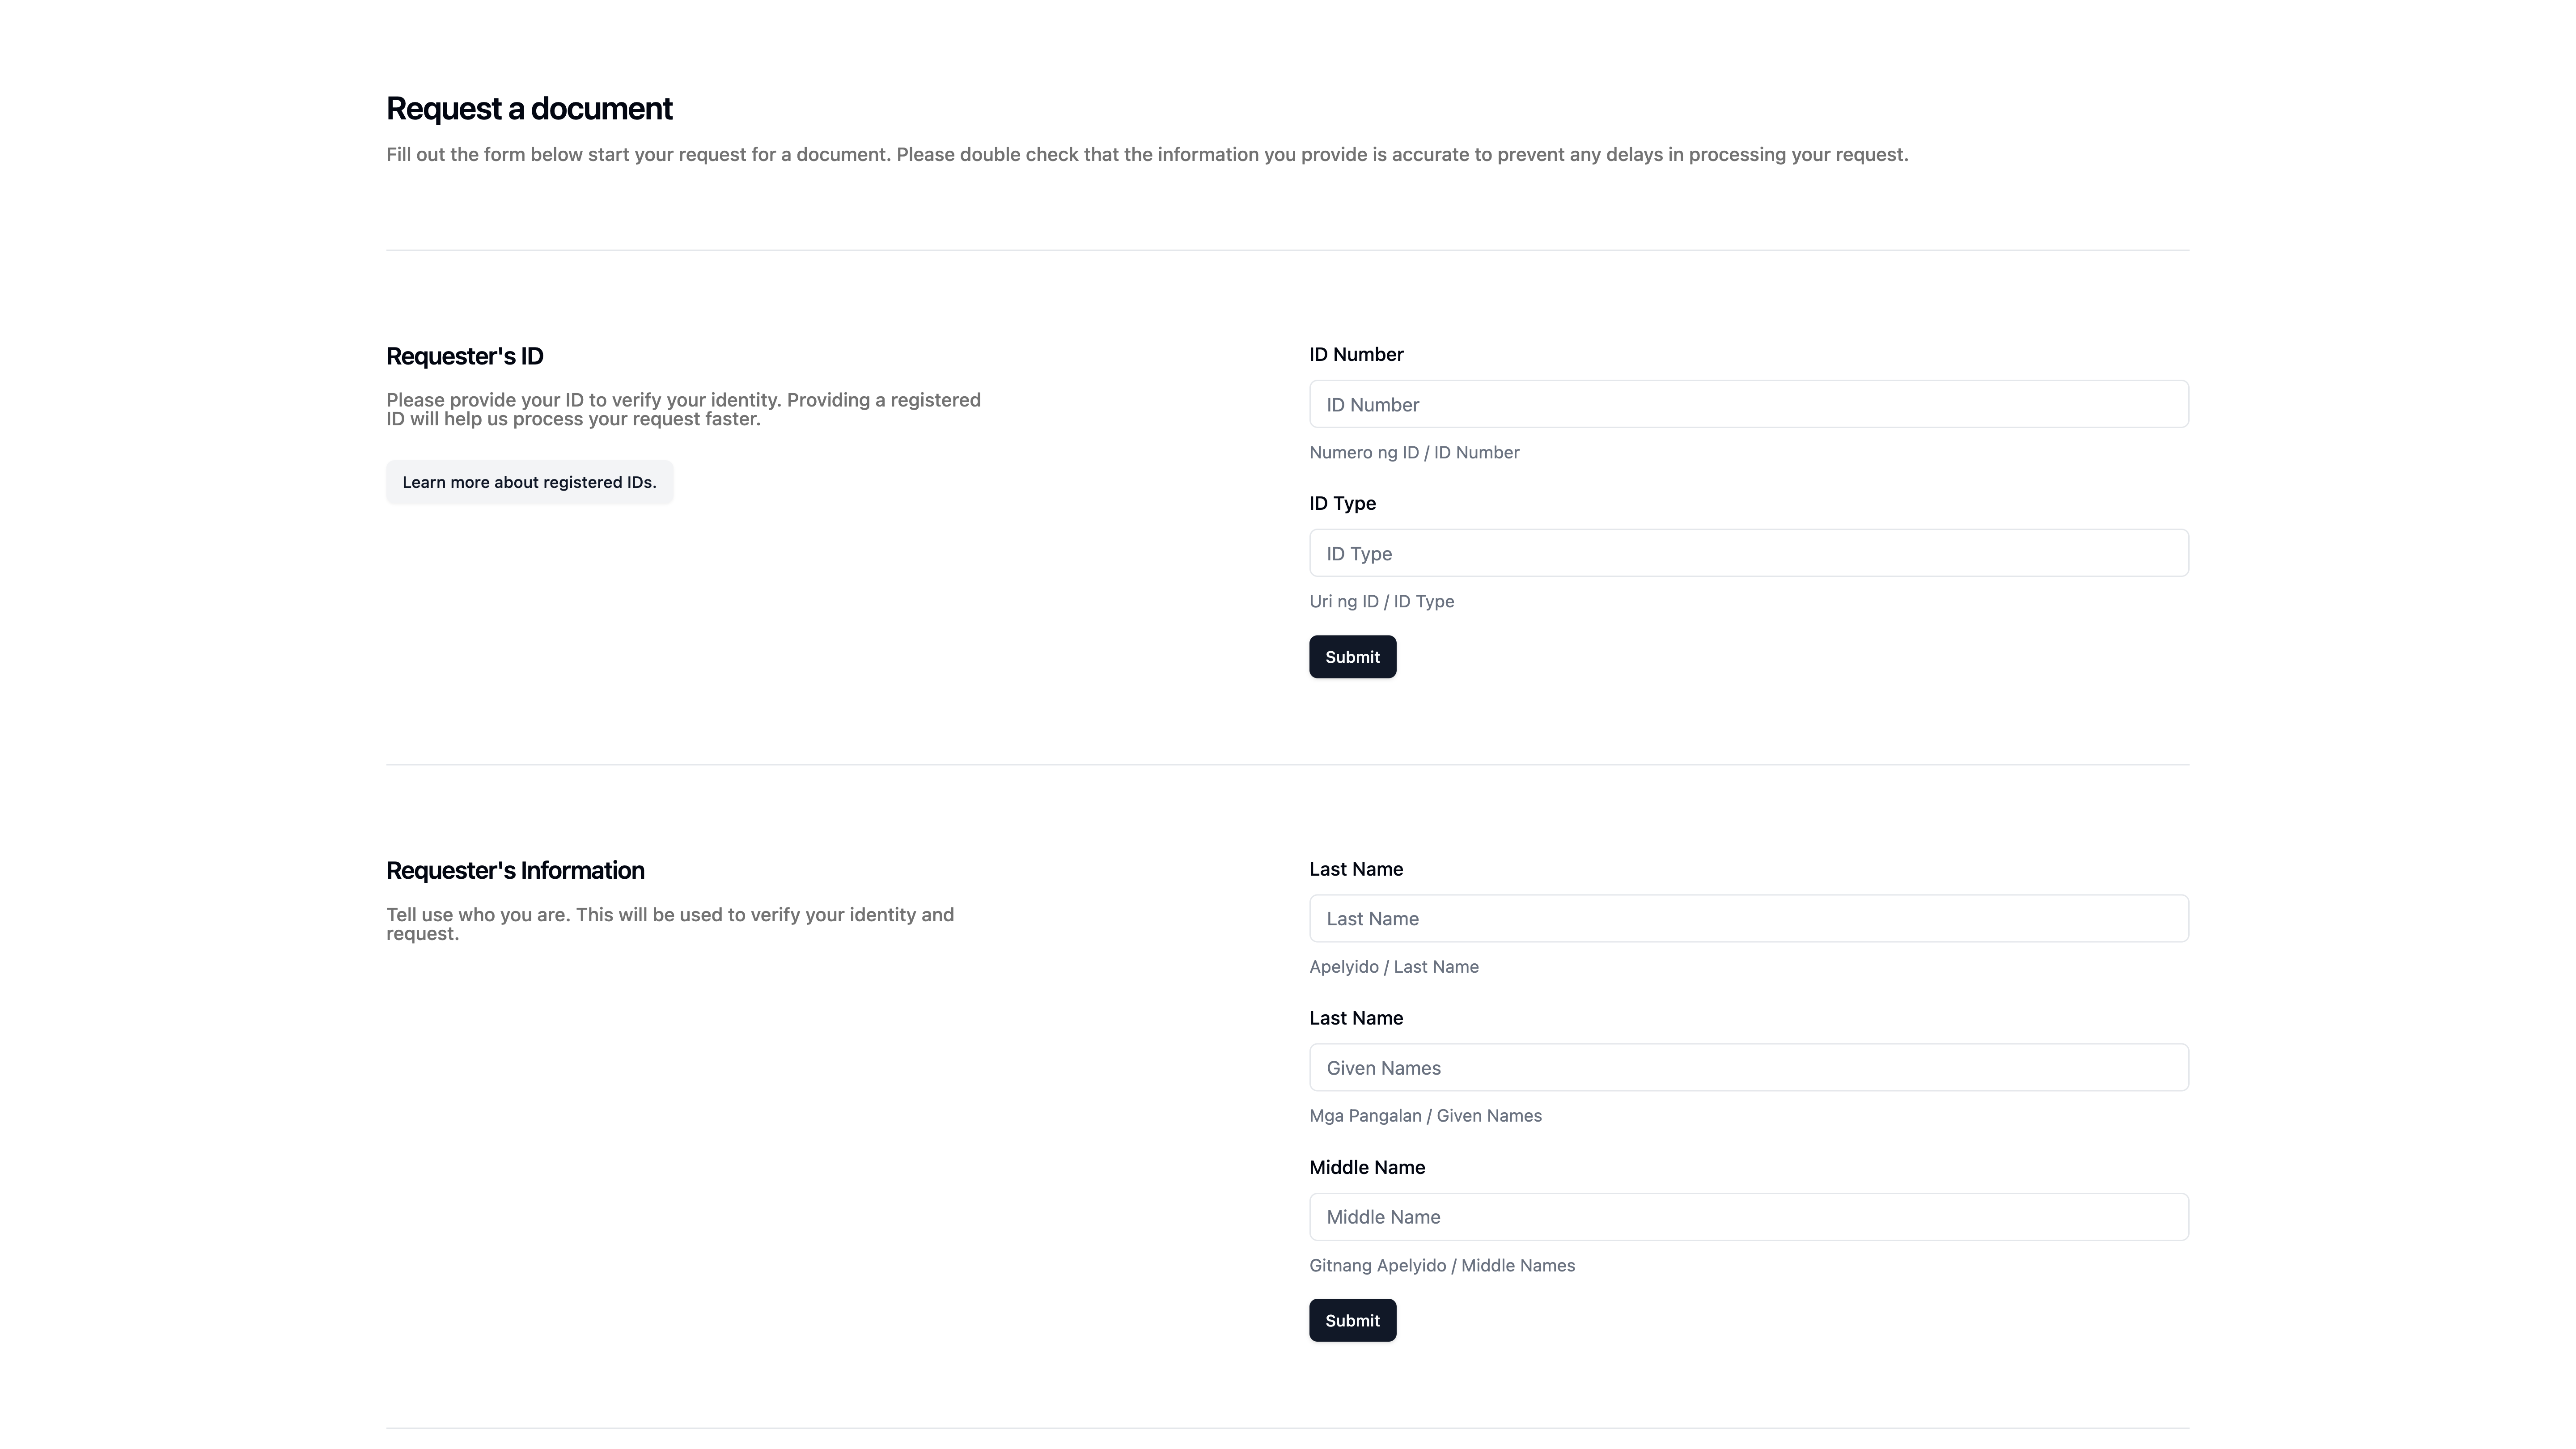 Request a document
Fill out the form below start your request for a document. Please double check that the information you provide is accurate to prevent any delays in processing your request.
Requester's ID
Please provide your ID to verify your identity. Providing a registered
ID will help us process your request faster.
Learn more about registered IDs.
ID Number
ID Number
Numero ng ID / ID Number
ID Type
ID Type
Uri ng ID / ID Type
Submit
Requester's Information
Tell use who you are. This will be used to verify your identity and
request.
Last Name
Last Name
Apelyido / Last Name
Last Name
Given Names
Mga Pangalan / Given Names
Middle Name
Middle Name
Gitnang Apelyido / Middle Names
Submit